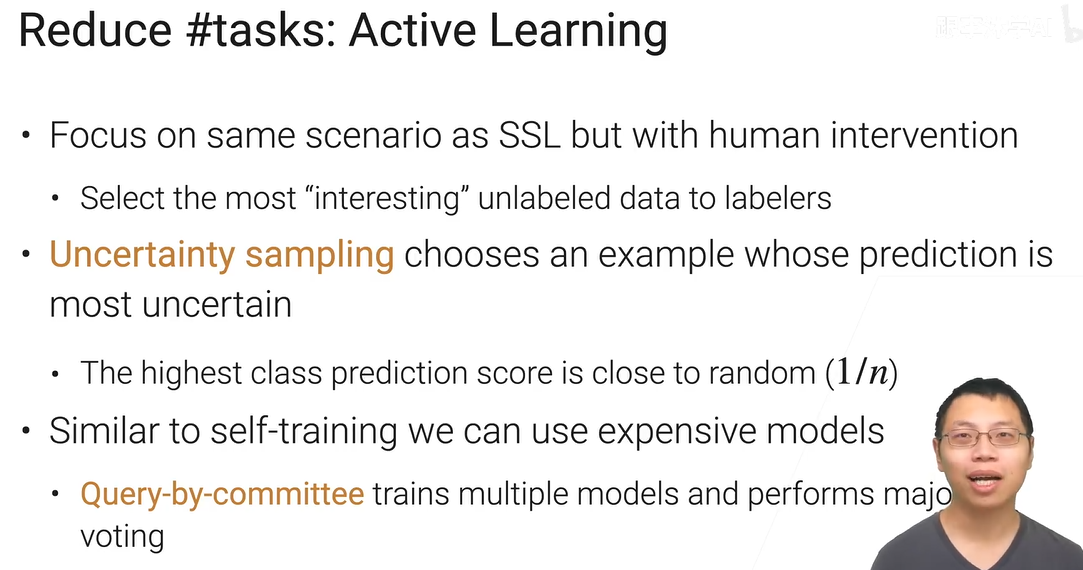 Reduce #tasks: Active Learning
• Focus on same scenario as SSL but with human intervention
• Select the most “interesting” unlabeled data to labelers
• Uncertainty sampling chooses an example whose prediction is
most uncertain
• The highest class prediction score is close to random (1/n)
• Similar to self-training we can use expensive models
• Query-by-committee trains multiple models and performs majo
voting